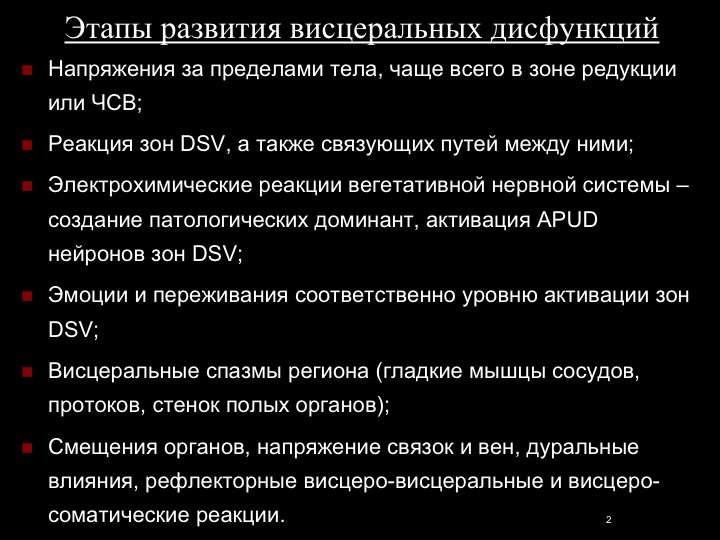 Этапы развития висцеральных дисфункций
Напряжения за пределами тела, чаще всего в зоне редукции
или ЧСВ;
Реакция зон DSV, а также связующих путей между ними;
Электрохимические реакции вегетативной нервной системы –
создание патологических доминант, активация APUD
нейронов зон DSV;
Эмоции и переживания соответственно уровню активации зон
DSV;
Висцеральные спазмы региона (гладкие мышцы сосудов,
протоков, стенок полых органов);
Смещения органов, напряжение связок и вен, дуральные
влияния, рефлекторные висцеро-висцеральные и висцеро-
соматические реакции.
2